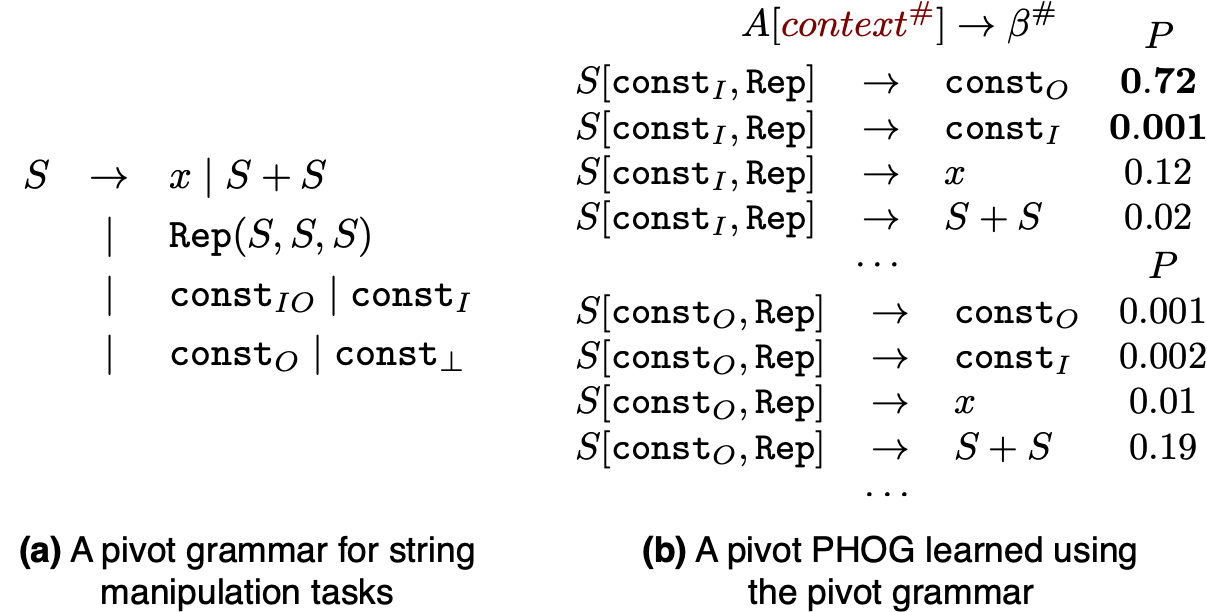 S → x | S + S
| Rep(S, S, S)
| const_IO | const_I
| const_O | const_⊥
(a) A pivot grammar for string
manipulation tasks
A[context^#] → β^# P
S[const_I, Rep] → const_O 0.72
S[const_I, Rep] → const_I 0.001
S[const_I, Rep] → x 0.12
S[const_I, Rep] → S + S 0.02
... P
S[const_O, Rep] → const_O 0.001
S[const_O, Rep] → const_I 0.002
S[const_O, Rep] → x 0.01
S[const_O, Rep] → S + S 0.19
...
(b) A pivot PHOG learned using
the pivot grammar